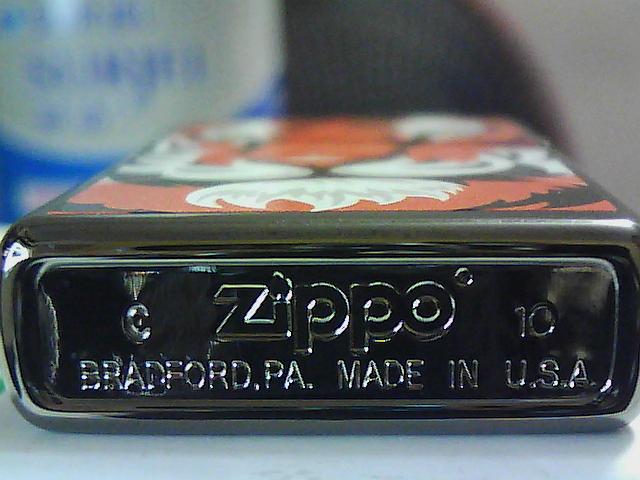 C zippo 10
BRADFORD, PA. MADE IN U.S.A